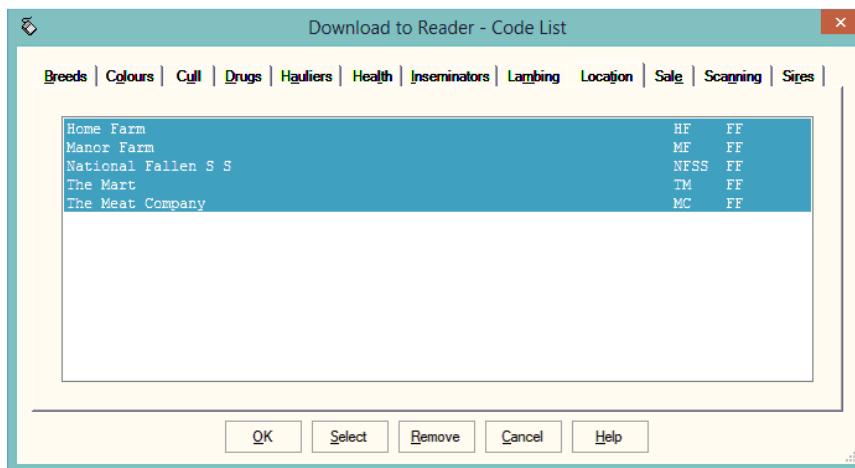 Download to Reader - Code List
Breeds Colours Cull Drugs Hauliers Health Inseminators Lambing Location Sale Scanning Sires
Home Farm HF FF
Manor Farm MF FF
National Fallen S S NFSS FF
The Mart TM FF
The Meat Company MC FF
OK Select Remove Cancel Help